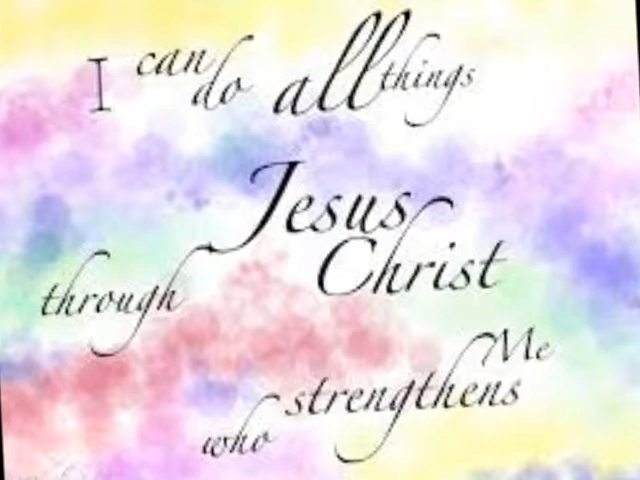 I can do all things
through Jesus
Christ
who strengthens Me